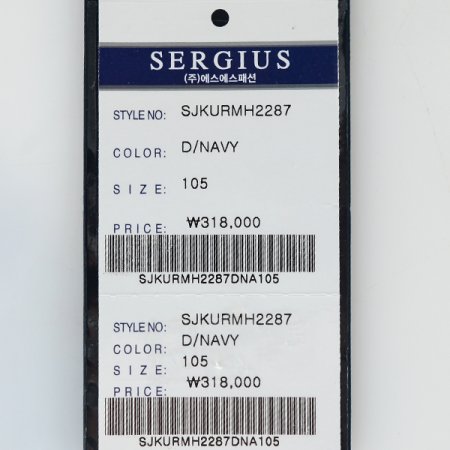 SERGIUS
(주)에스에스패션
STYLE NO: SJKURMH2287
COLOR: D/NAVY
SIZE: 105
PRICE: ₩318,000
SJKURMH2287DNA105
STYLE NO: SJKURMH2287
COLOR: D/NAVY
SIZE: 105
PRICE: ₩318,000
SJKURMH2287DNA105